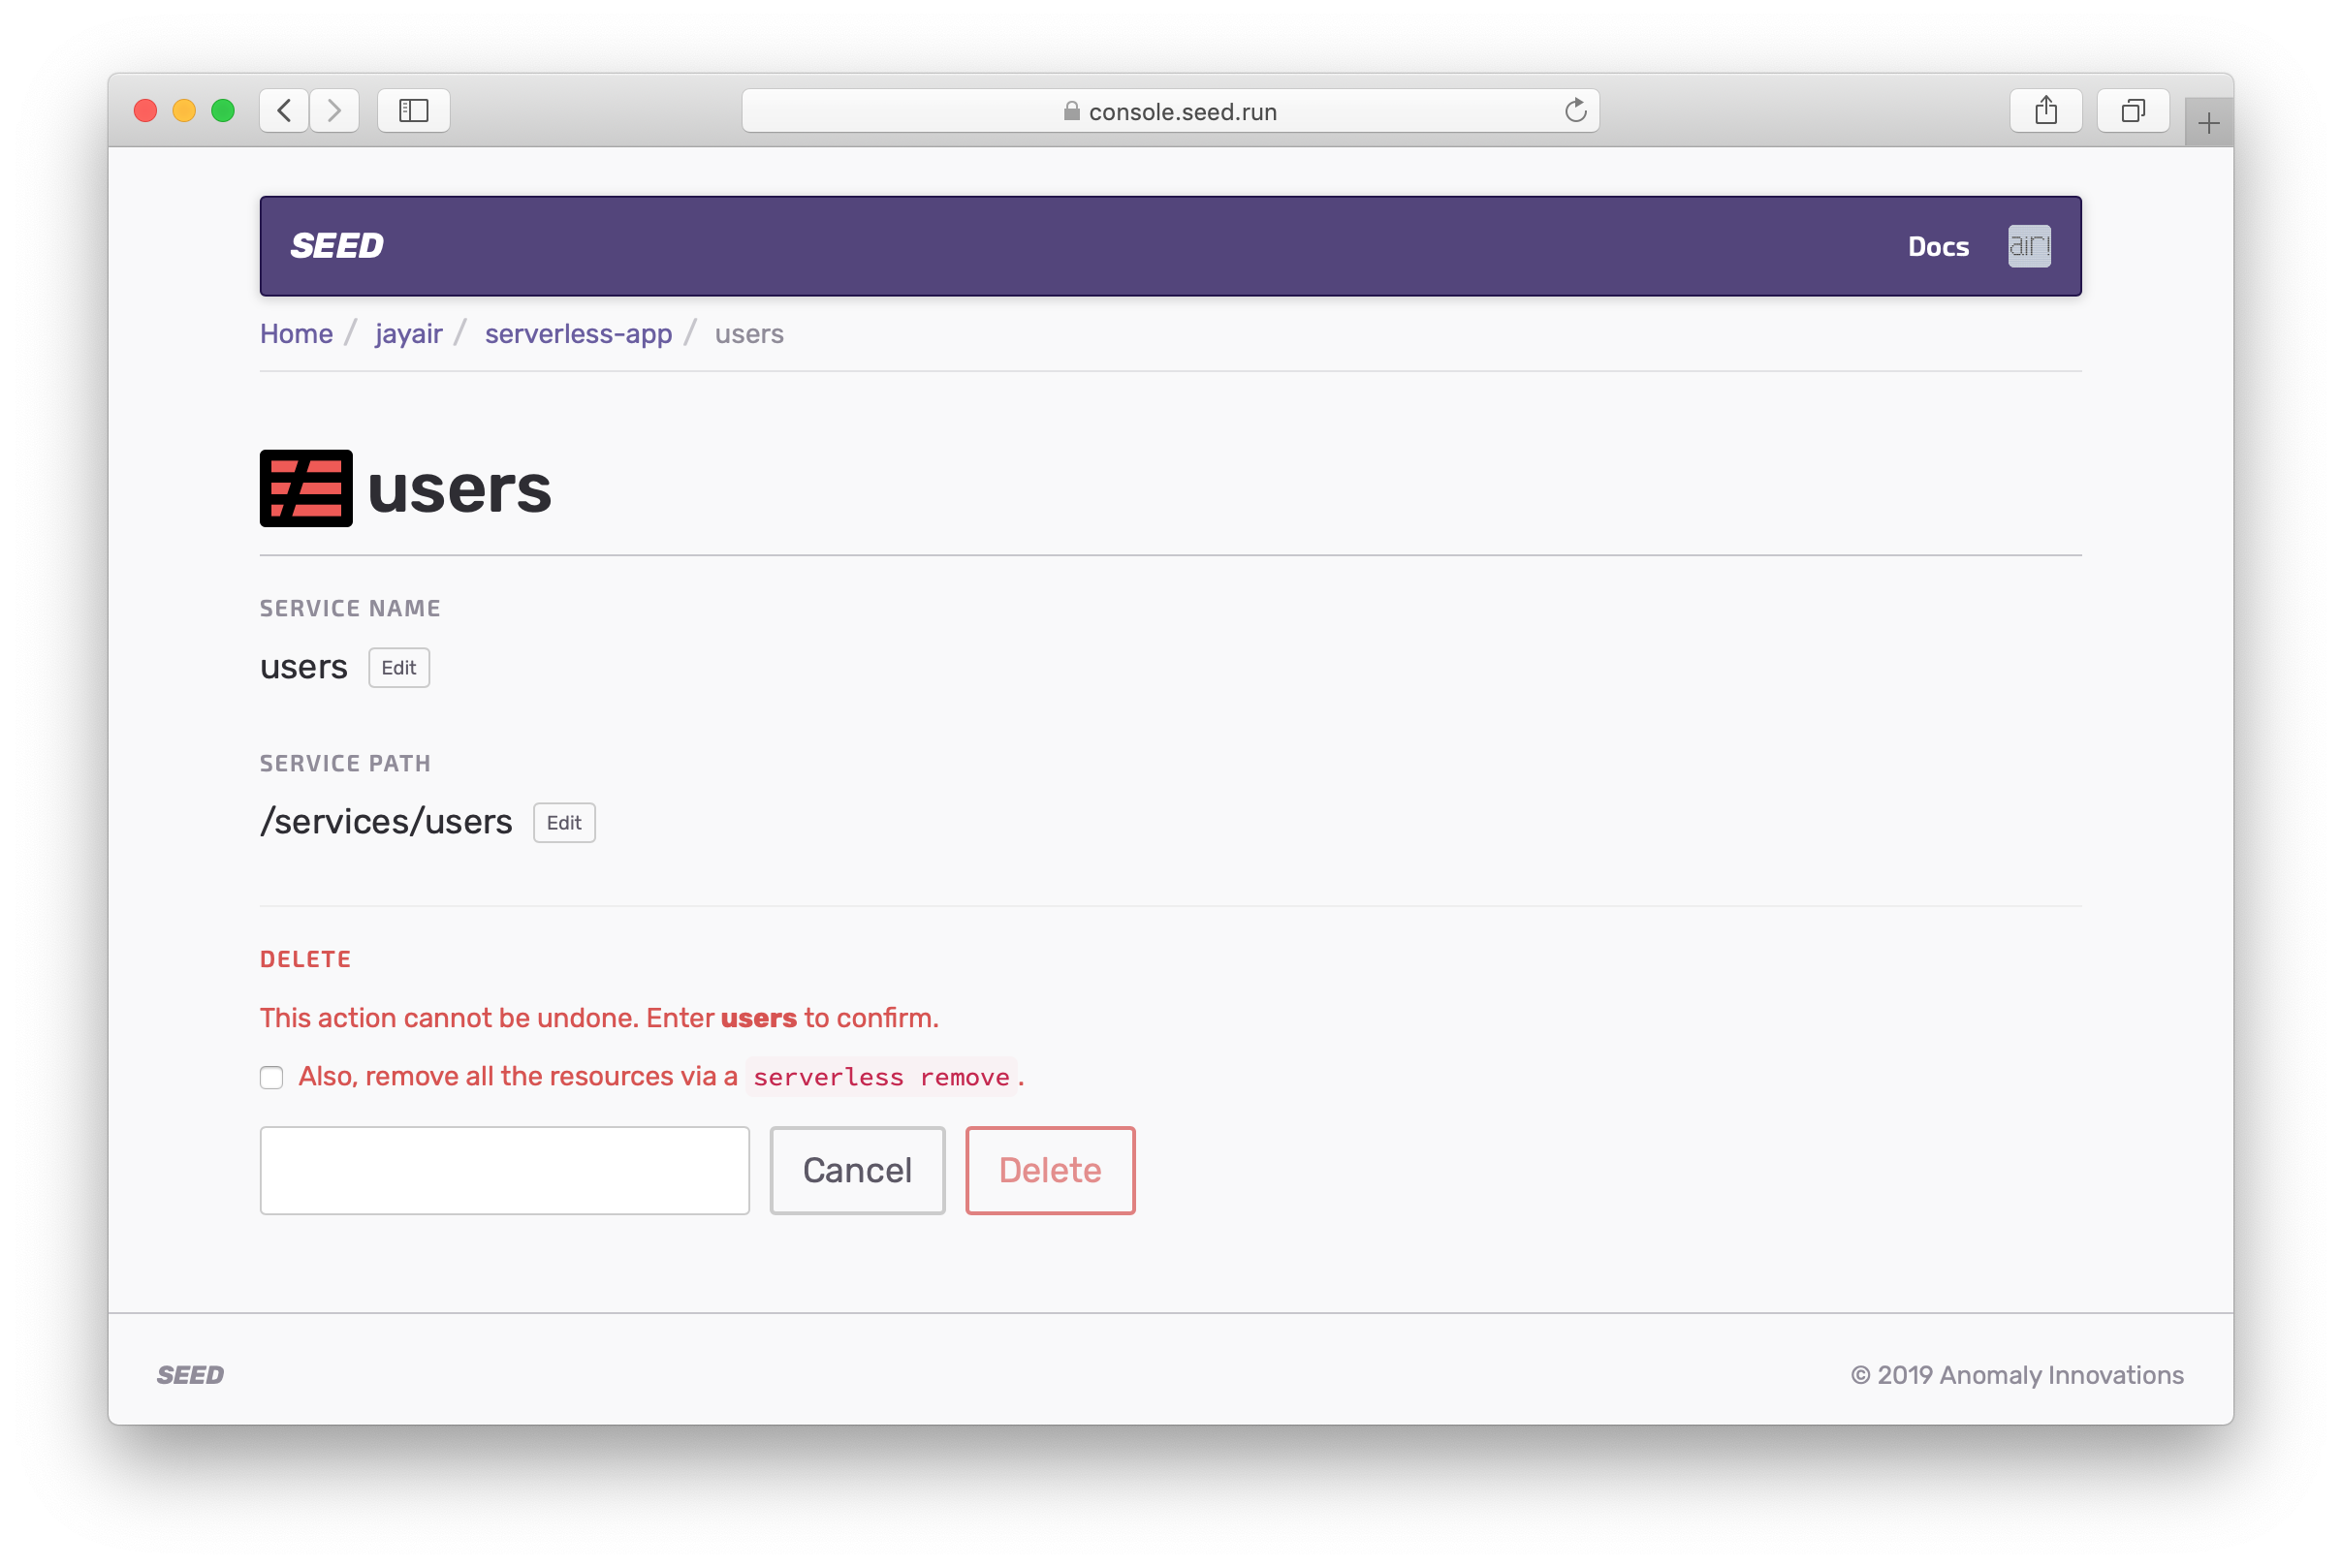 console.seed.run
SEED
Docs
air!
Home / jayair / serverless-app / users
users
SERVICE NAME
users Edit
SERVICE PATH
/services/users Edit
DELETE
This action cannot be undone. Enter users to confirm.
Also, remove all the resources via a serverless remove.
Cancel Delete
SEED
© 2019 Anomaly Innovations